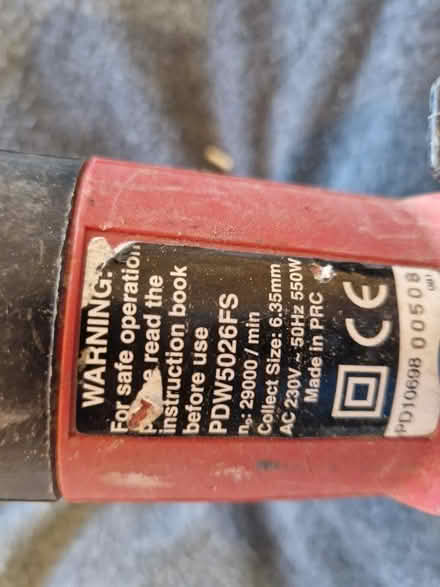 WARNING:
For safe operation
read the
instruction book
before use
PDW5026FS
n₀: 29000 / min
Collect Size: 6.35mm
AC 230V ~ 50Hz 550W
Made in PRC
CE
PD10698 00508